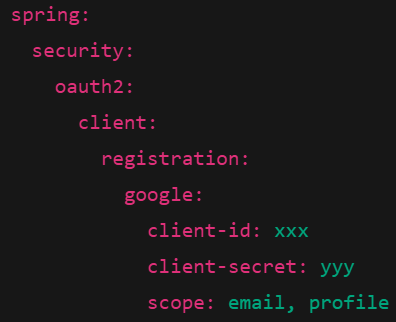 spring:
  security:
    oauth2:
      client:
        registration:
          google:
            client-id: xxx
            client-secret: yyy
            scope: email, profile